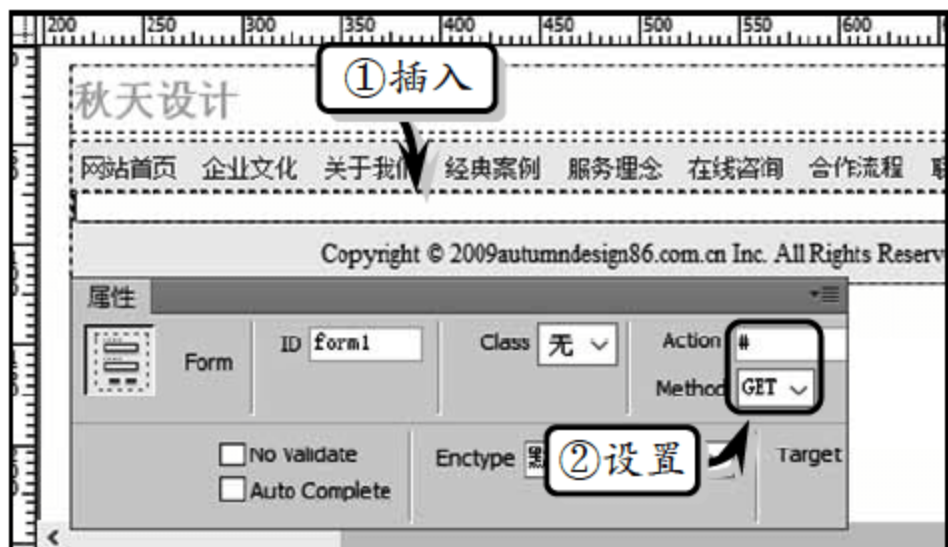 200 250 300 350 400 450 500 550 600
①插入
秋天设计
网站首页 企业文化 关于我们 经典案例 服务理念 在线咨询 合作流程
Copyright © 2009autumndesign86.com.cn Inc. All Rights Reserv
属性
Form ID form1 Class 无 Action #
Method GET
No Validate Enctype ②设置 Target
Auto Complete